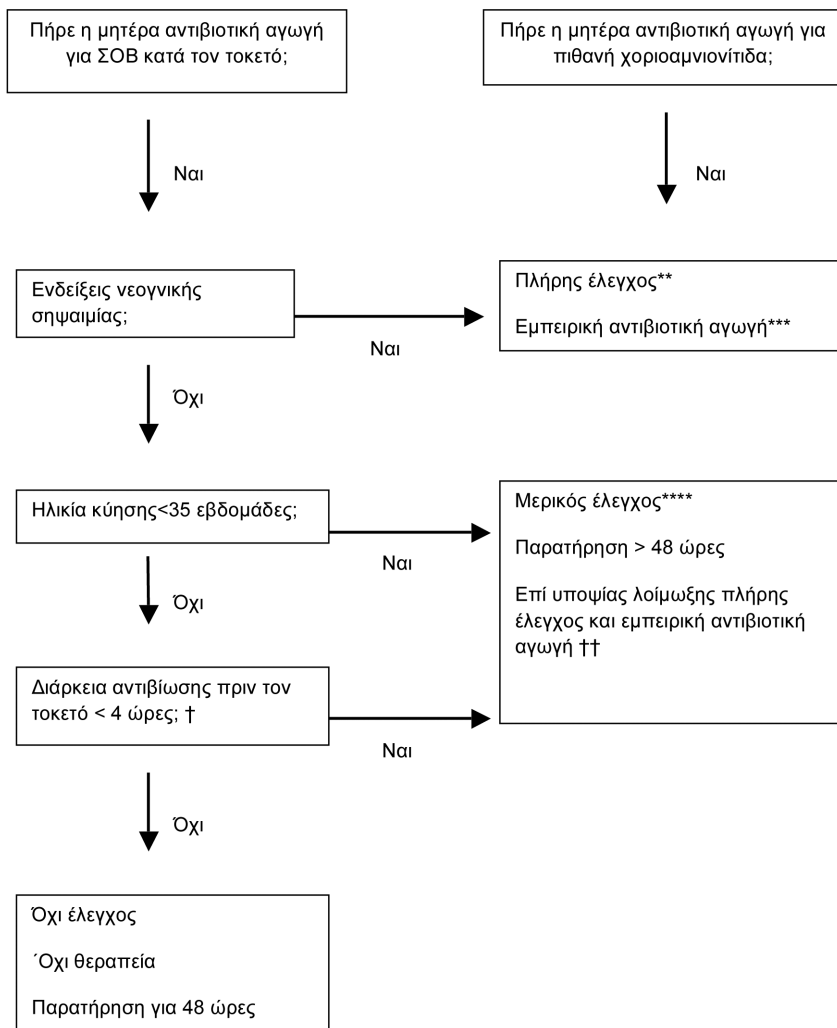 Πήρε η μητέρα αντιβιοτική αγωγή
για ΣΟΒ κατά τον τοκετό;
Πήρε η μητέρα αντιβιοτική αγωγή για
πιθανή χοριοαμνιονίτιδα;
Ναι
Ναι
Ενδείξεις νεογνικής
σηψαιμίας;
Ναι
Πλήρης έλεγχος**
Εμπειρική αντιβιοτική αγωγή***
Όχι
Ηλικία κύησης<35 εβδομάδες;
Ναι
Μερικός έλεγχος****
Παρατήρηση > 48 ώρες
Επί υποψίας λοίμωξης πλήρης
έλεγχος και εμπειρική αντιβιοτική
αγωγή ††
Όχι
Διάρκεια αντιβίωσης πριν τον
τοκετό < 4 ώρες; †
Ναι
Όχι
Όχι έλεγχος
΄Οχι θεραπεία
Παρατήρηση για 48 ώρες